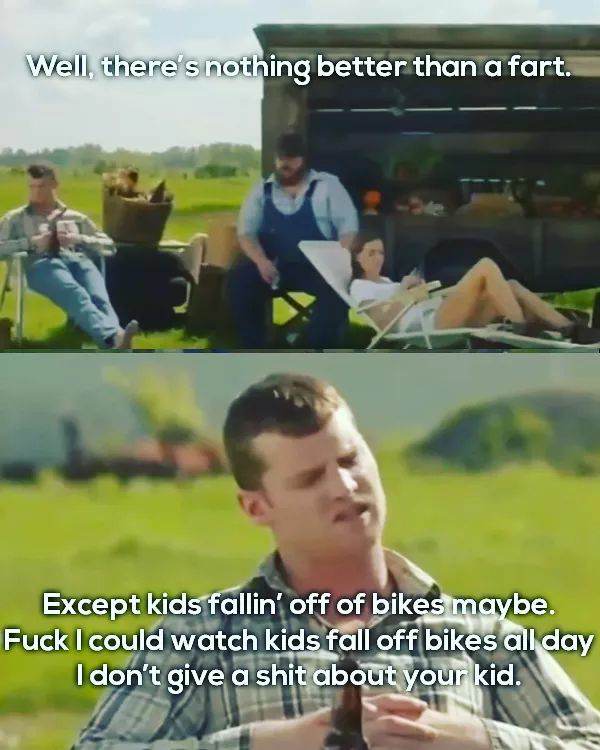 Well, there's nothing better than a fart.
Except kids fallin' off of bikes maybe.
Fuck I could watch kids fall off bikes all day
I don't give a shit about your kid.